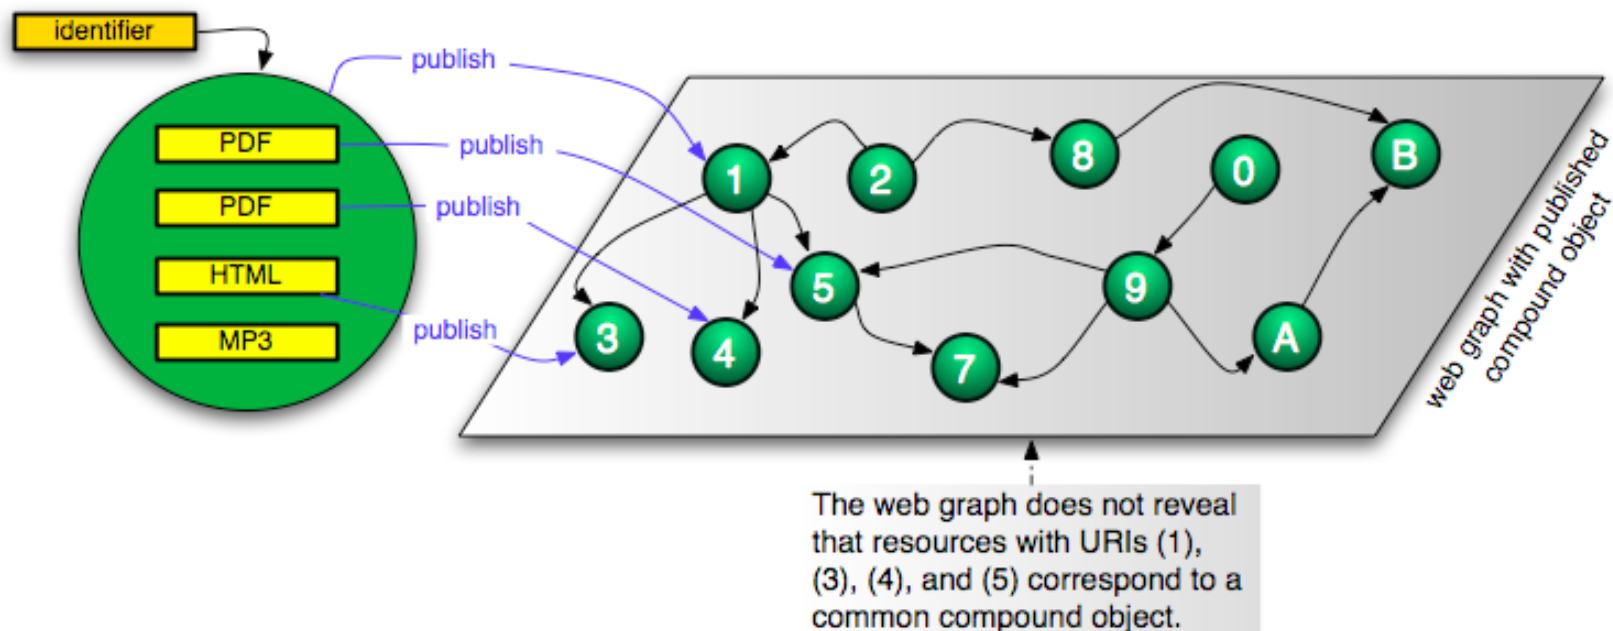 identifier
publish
PDF
publish
PDF
publish
HTML
publish
MP3
1
2
8
0
B
5
9
3
4
7
A
web graph with published
compound object
The web graph does not reveal
that resources with URIs (1),
(3), (4), and (5) correspond to a
common compound object.